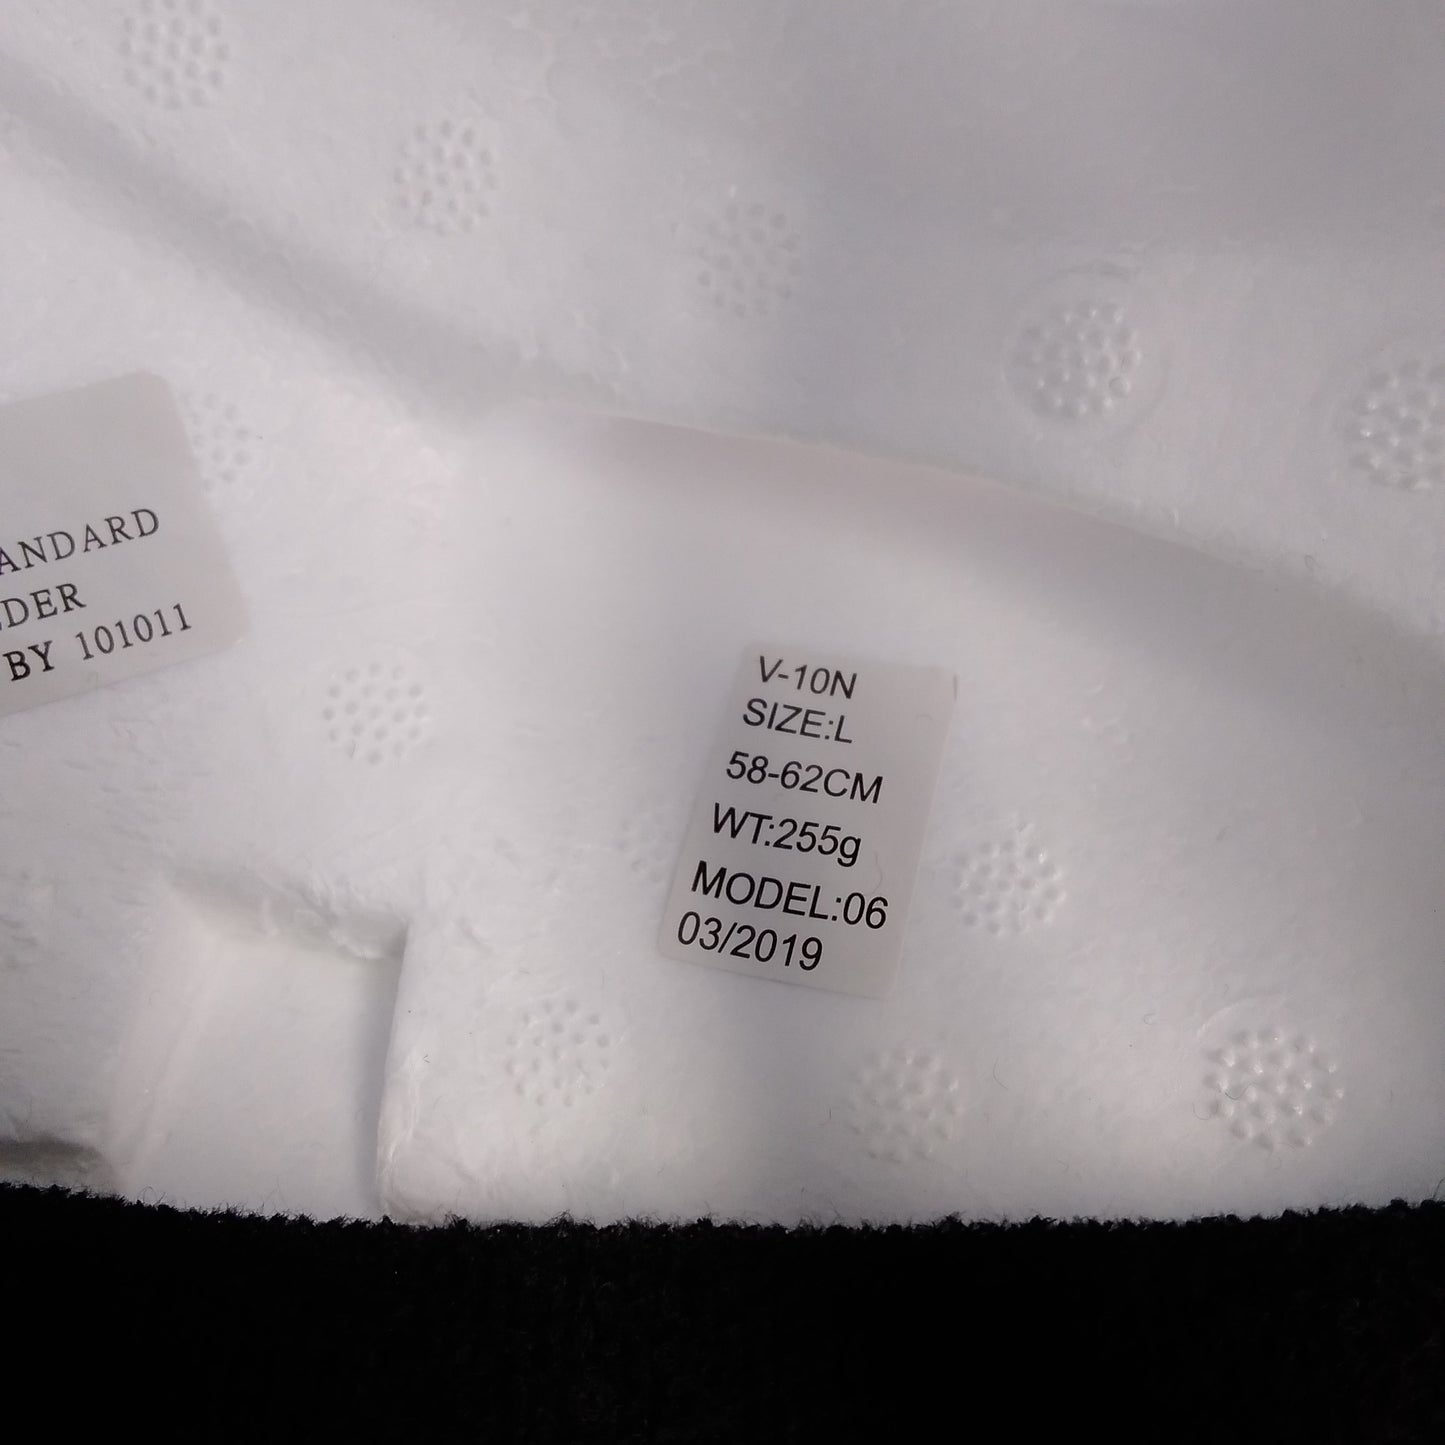 ANDARD
DER
BY 101011
V-10N
SIZE:L
58-62CM
WT:255g
MODEL:06
03/2019